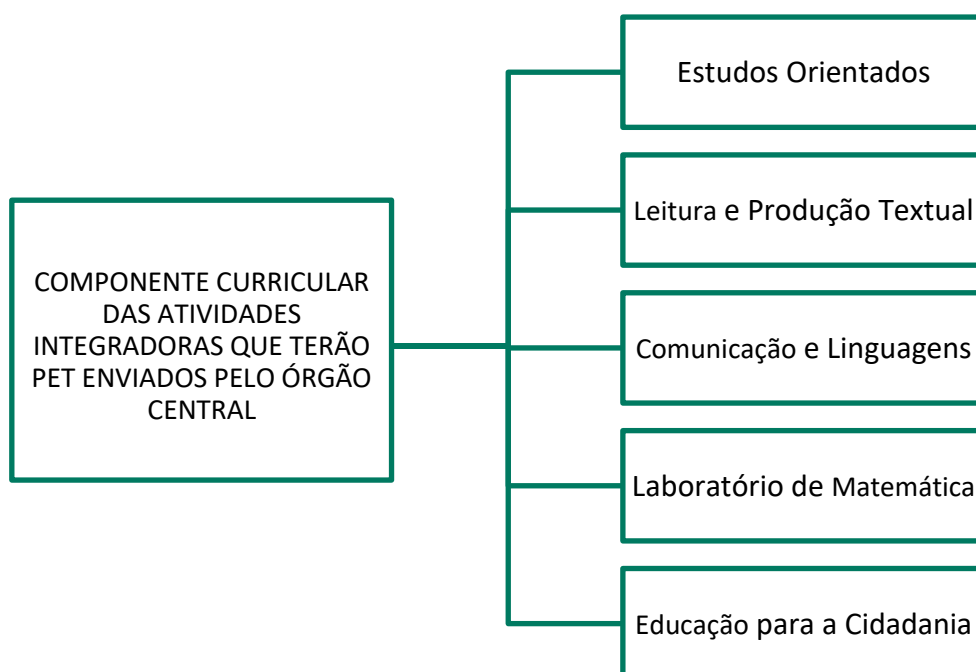 COMPONENTE CURRICULAR
DAS ATIVIDADES
INTEGRADORAS QUE TERÃO
PET ENVIADOS PELO ÓRGÃO
CENTRAL
Estudos Orientados
Leitura e Produção Textual
Comunicação e Linguagens
Laboratório de Matemática
Educação para a Cidadania